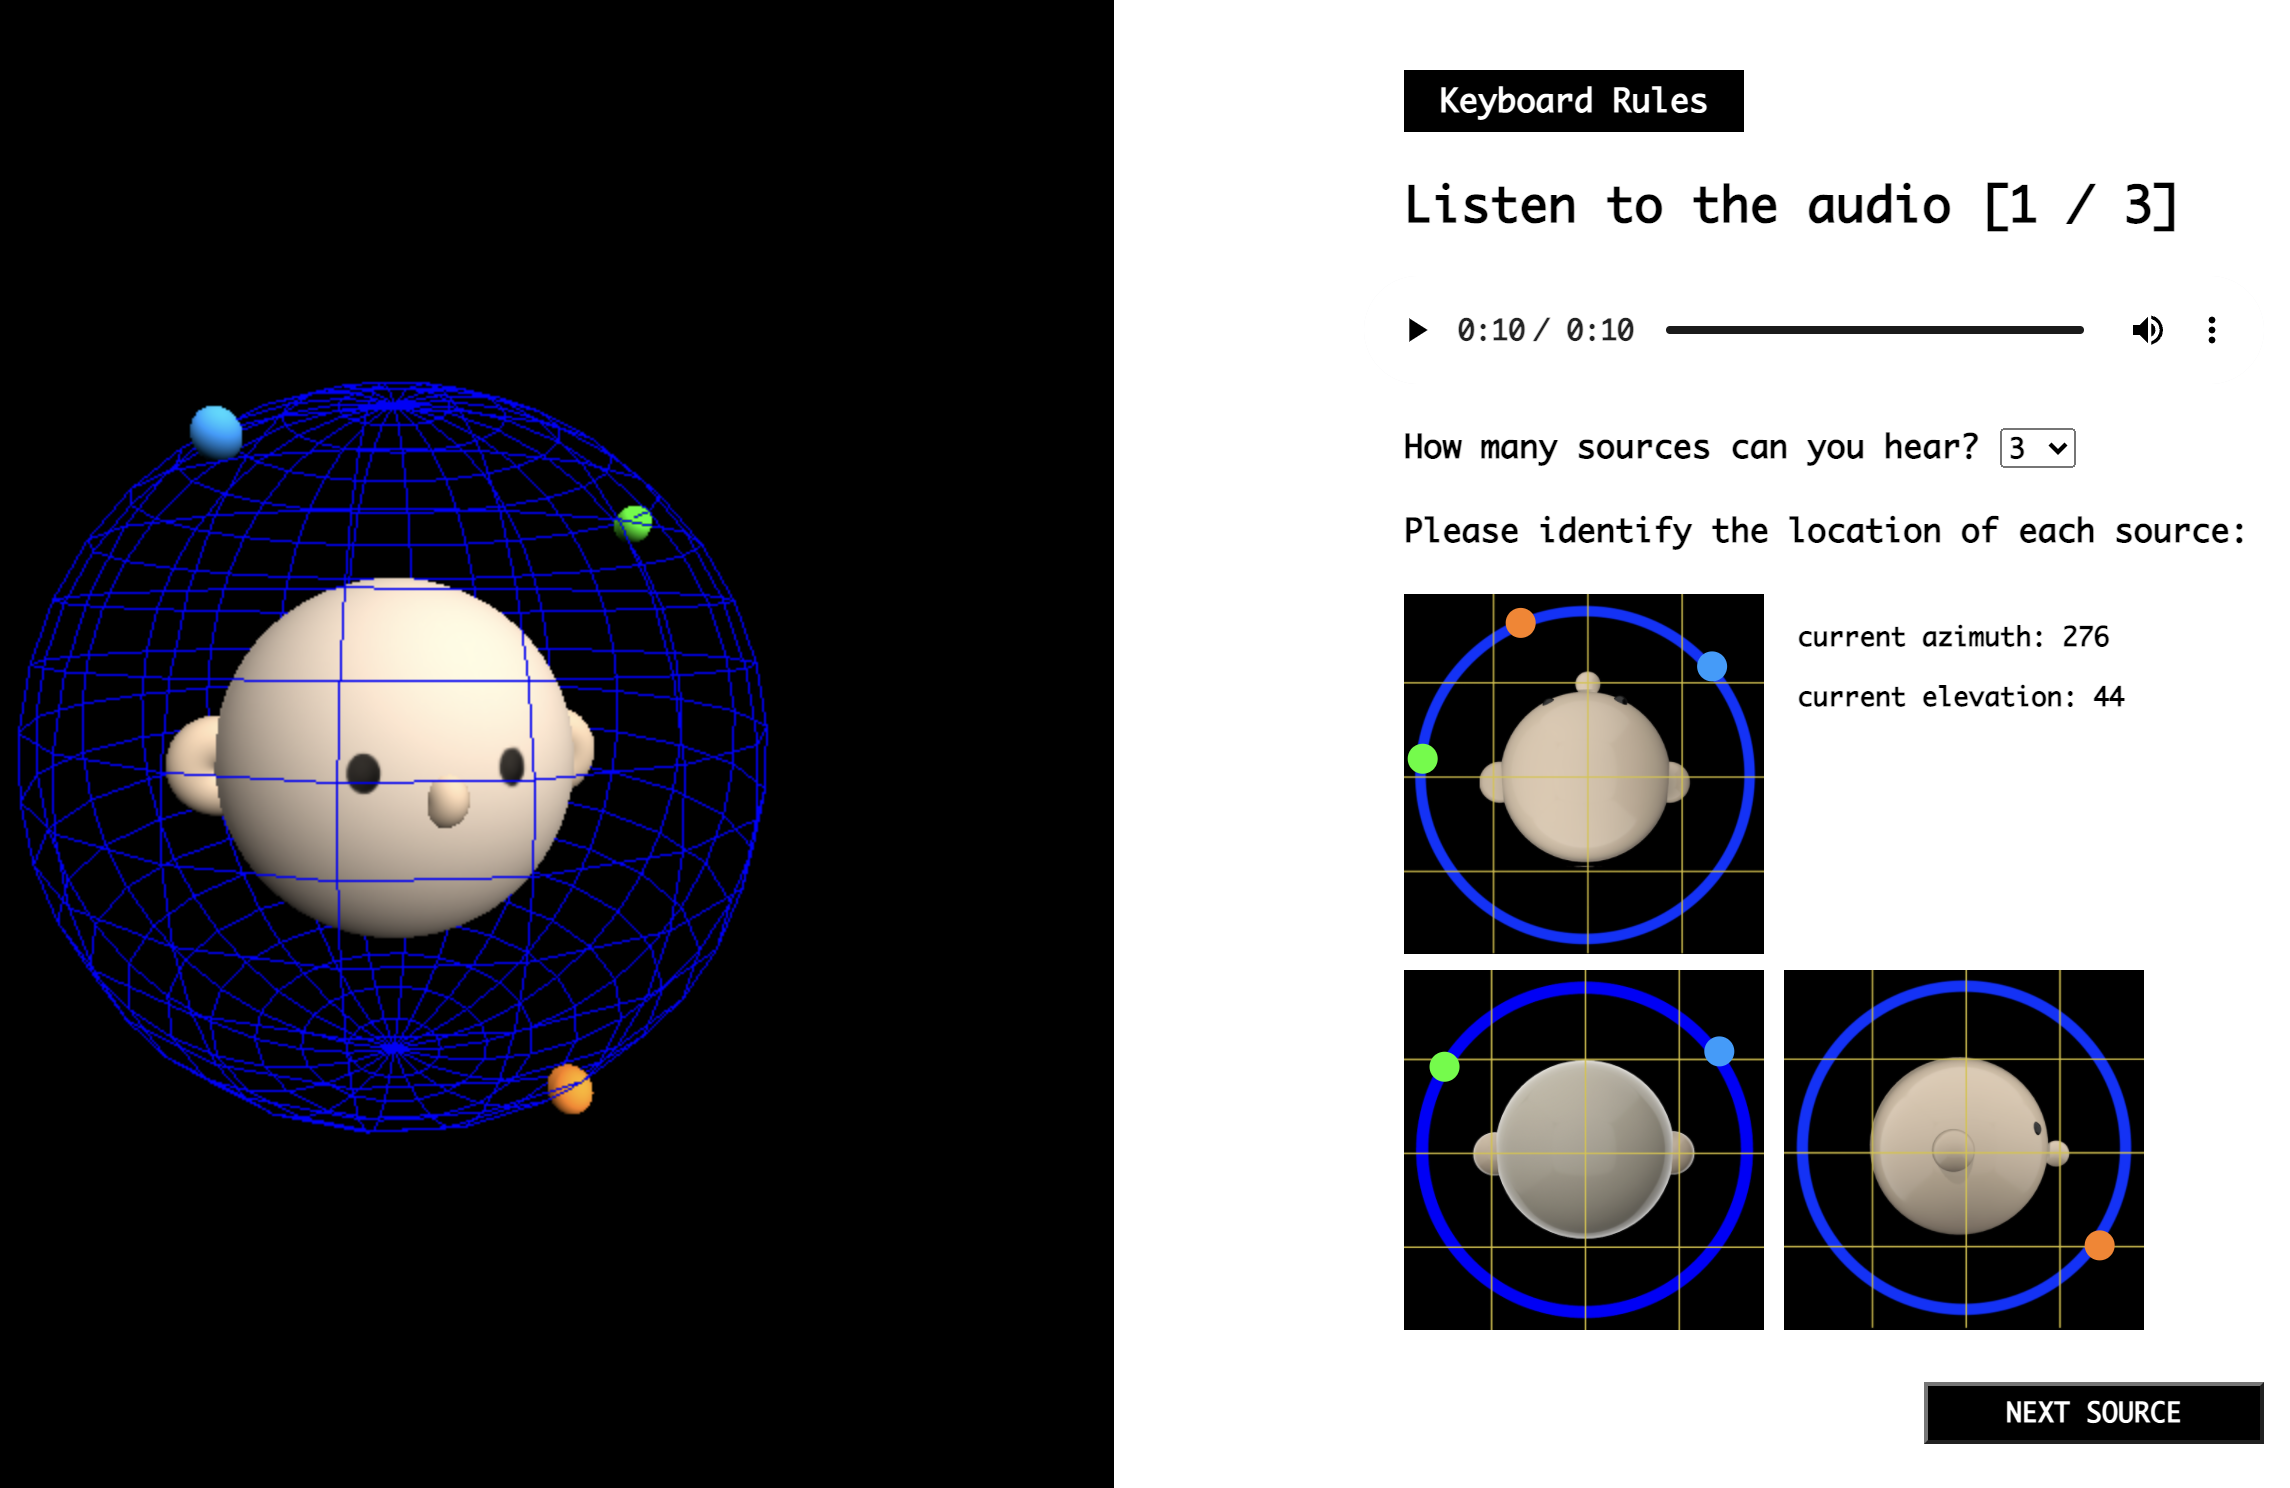 Keyboard Rules
Listen to the audio [1 / 3]
0:10 / 0:10
How many sources can you hear? 3
Please identify the location of each source:
current azimuth: 276
current elevation: 44
NEXT SOURCE